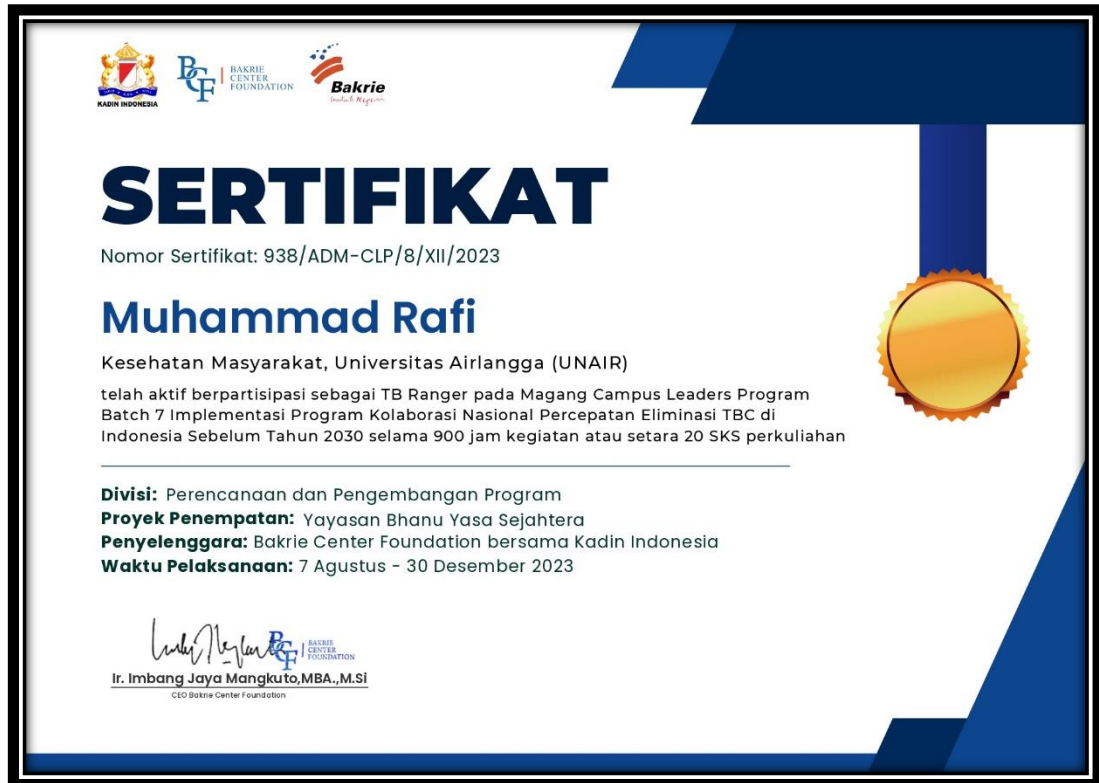 KADIN INDONESIA
BCF BAKRIE
CENTER
FOUNDATION
Bakrie
Untuk Negeri
SERTIFIKAT
Nomor Sertifikat: 938/ADM-CLP/8/XII/2023
Muhammad Rafi
Kesehatan Masyarakat, Universitas Airlangga (UNAIR)
telah aktif berpartisipasi sebagai TB Ranger pada Magang Campus Leaders Program
Batch 7 Implementasi Program Kolaborasi Nasional Percepatan Eliminasi TBC di
Indonesia Sebelum Tahun 2030 selama 900 jam kegiatan atau setara 20 SKS perkuliahan
Divisi: Perencanaan dan Pengembangan Program
Proyek Penempatan: Yayasan Bhanu Yasa Sejahtera
Penyelenggara: Bakrie Center Foundation bersama Kadin Indonesia
Waktu Pelaksanaan: 7 Agustus - 30 Desember 2023
BCF BAKRIE
CENTER
FOUNDATION
Ir. Imbang Jaya Mangkuto,MBA.,M.Si
CEO Bakrie Center Foundation